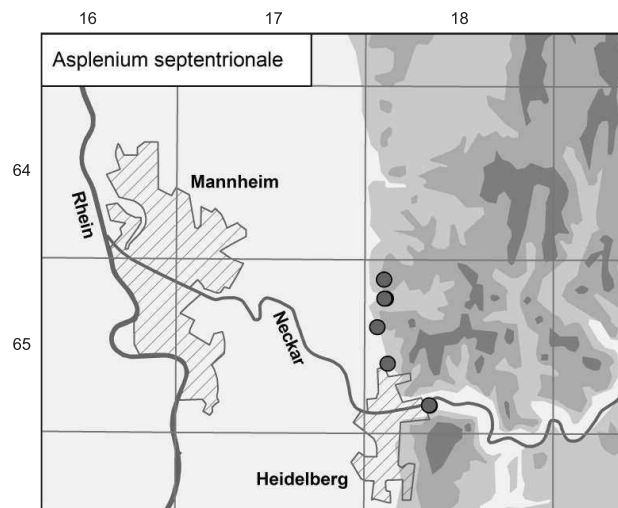 16 17 18
Asplenium septentrionale
64
Mannheim
Rhein
Neckar
65
Heidelberg